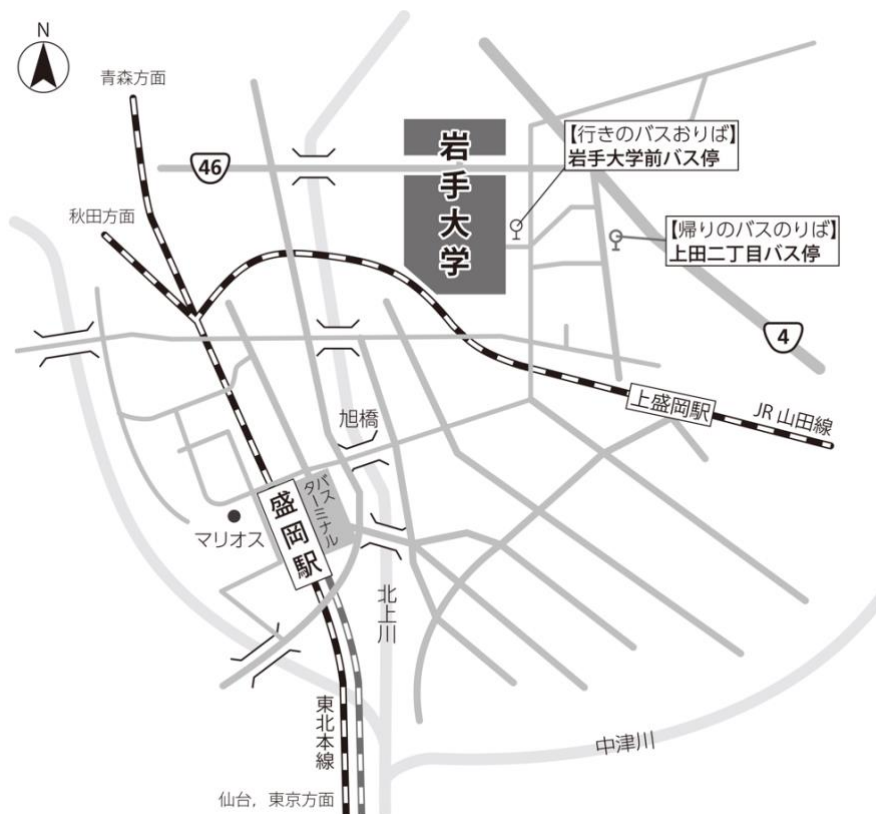 N
青森方面
46
岩手大学
【行きのバスおりば】
岩手大学前バス停
秋田方面
【帰りのバスのりば】
上田二丁目バス停
4
上盛岡駅
JR 山田線
旭橋
バス
ターミナル
盛岡駅
マリオス
北上川
東北本線
中津川
仙台，東京方面